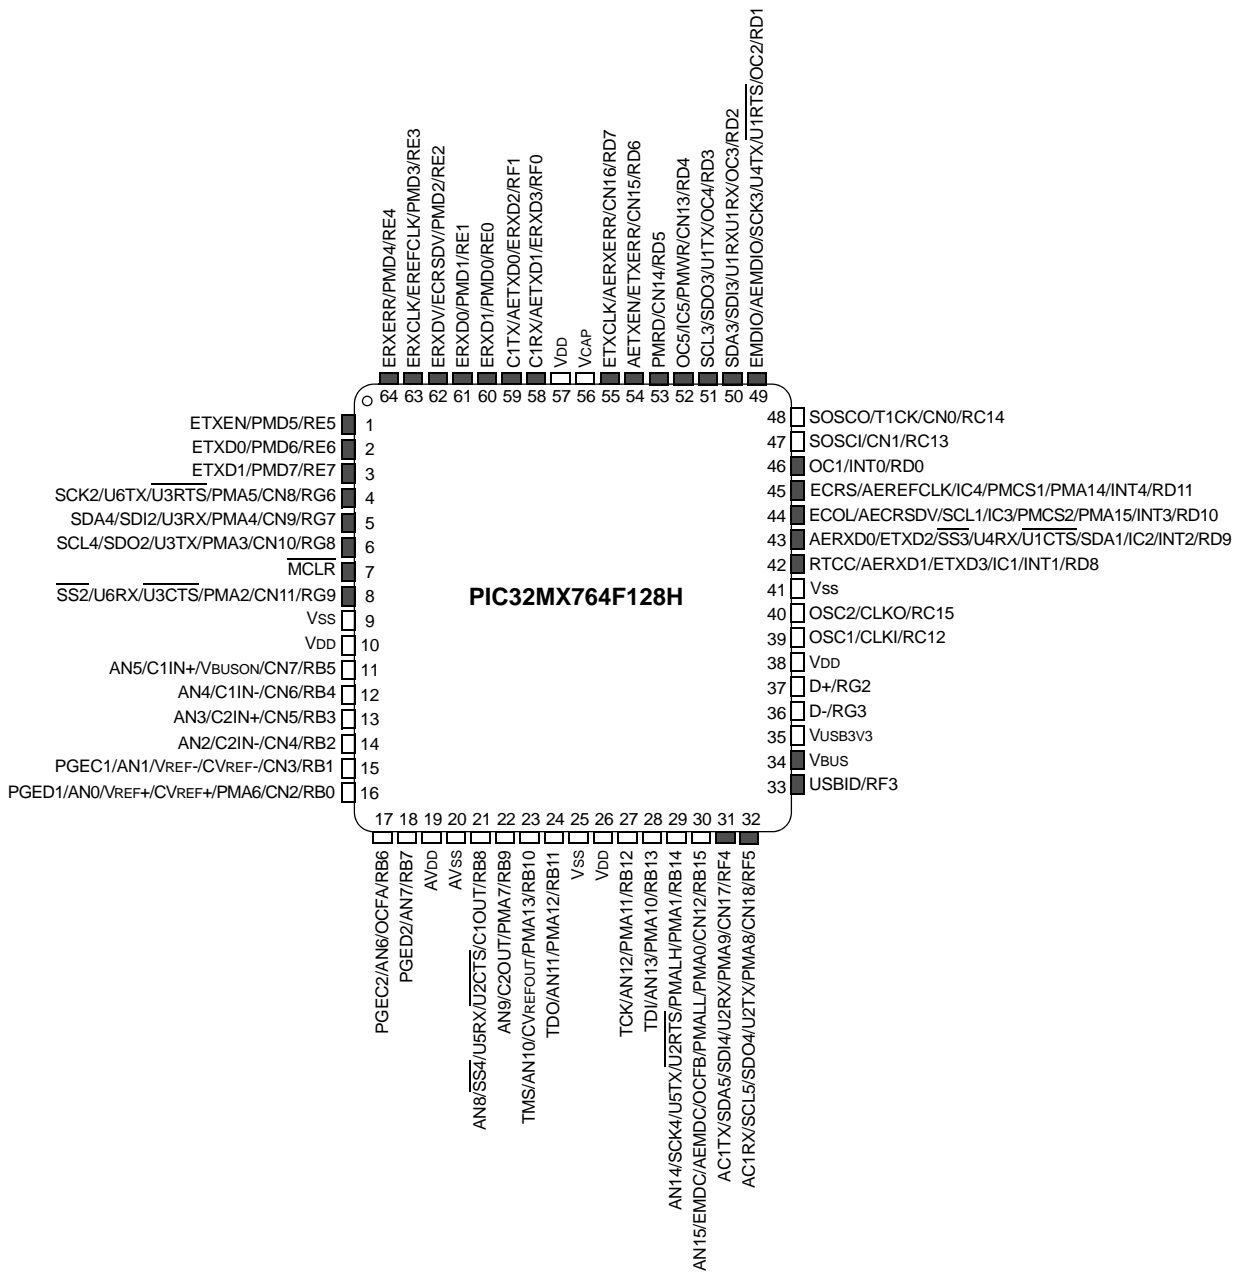 ERXERR/PMD4/RE4
ERXCLK/EREFCLK/PMD3/RE3
ERXDV/ECRSDV/PMD2/RE2
ERXD0/PMD1/RE1
ERXD1/PMD0/RE0
C1TX/AETXD0/ERXD2/RF1
C1RX/AETXD1/ERXD3/RF0
VDD
VCAP
ETXCLK/AERXERR/CN16/RD7
AETXEN/ETXERR/CN15/RD6
PMRD/CN14/RD5
OC5/IC5/PMWR/CN13/RD4
SCL3/SDO3/U1TX/OC4/RD3
SDA3/SDI3/U1RXU1RX/OC3/RD2
EMDIO/AEMDIO/SCK3/U4TX/U1RTS/OC2/RD1
64 63 62 61 60 59 58 57 56 55 54 53 52 51 50 49
ETXEN/PMD5/RE5 1
ETXD0/PMD6/RE6 2
ETXD1/PMD7/RE7 3
SCK2/U6TX/U3RTS/PMA5/CN8/RG6 4
SDA4/SDI2/U3RX/PMA4/CN9/RG7 5
SCL4/SDO2/U3TX/PMA3/CN10/RG8 6
MCLR 7
SS2/U6RX/U3CTS/PMA2/CN11/RG9 8
VSS 9
VDD 10
AN5/C1IN+/VBUSON/CN7/RB5 11
AN4/C1IN-/CN6/RB4 12
AN3/C2IN+/CN5/RB3 13
AN2/C2IN-/CN4/RB2 14
PGEC1/AN1/VREF-/CVREF-/CN3/RB1 15
PGED1/AN0/VREF+/CVREF+/PMA6/CN2/RB0 16
PIC32MX764F128H
48 SOSCO/T1CK/CN0/RC14
47 SOSCI/CN1/RC13
46 OC1/INT0/RD0
45 ECRS/AEREFCLK/IC4/PMCS1/PMA14/INT4/RD11
44 ECOL/AECRSDV/SCL1/IC3/PMCS2/PMA15/INT3/RD10
43 AERXD0/ETXD2/SS3/U4RX/U1CTS/SDA1/IC2/INT2/RD9
42 RTCC/AERXD1/ETXD3/IC1/INT1/RD8
41 Vss
40 OSC2/CLKO/RC15
39 OSC1/CLKI/RC12
38 VDD
37 D+/RG2
36 D-/RG3
35 VUSB3V3
34 VBUS
33 USBID/RF3
17 18 19 20 21 22 23 24 25 26 27 28 29 30 31 32
PGEC2/AN6/OCFA/RB6
PGED2/AN7/RB7
AVDD
AVSS
AN8/SS4/U5RX/U2CTS/C1OUT/RB8
AN9/C2OUT/PMA7/RB9
TMS/AN10/CVREFOUT/PMA13/RB10
TDO/AN11/PMA12/RB11
VSS
VDD
TCK/AN12/PMA11/RB12
TDI/AN13/PMA10/RB13
AN14/SCK4/U5TX/U2RTS/PMALH/PMA1/RB14
AN15/EMDC/AEMDC/OCFB/PMALL/PMA0/CN12/RB15
AC1TX/SDA5/SDI4/U2RX/PMA9/CN17/RF4
AC1RX/SCL5/SDO4/U2TX/PMA8/CN18/RF5